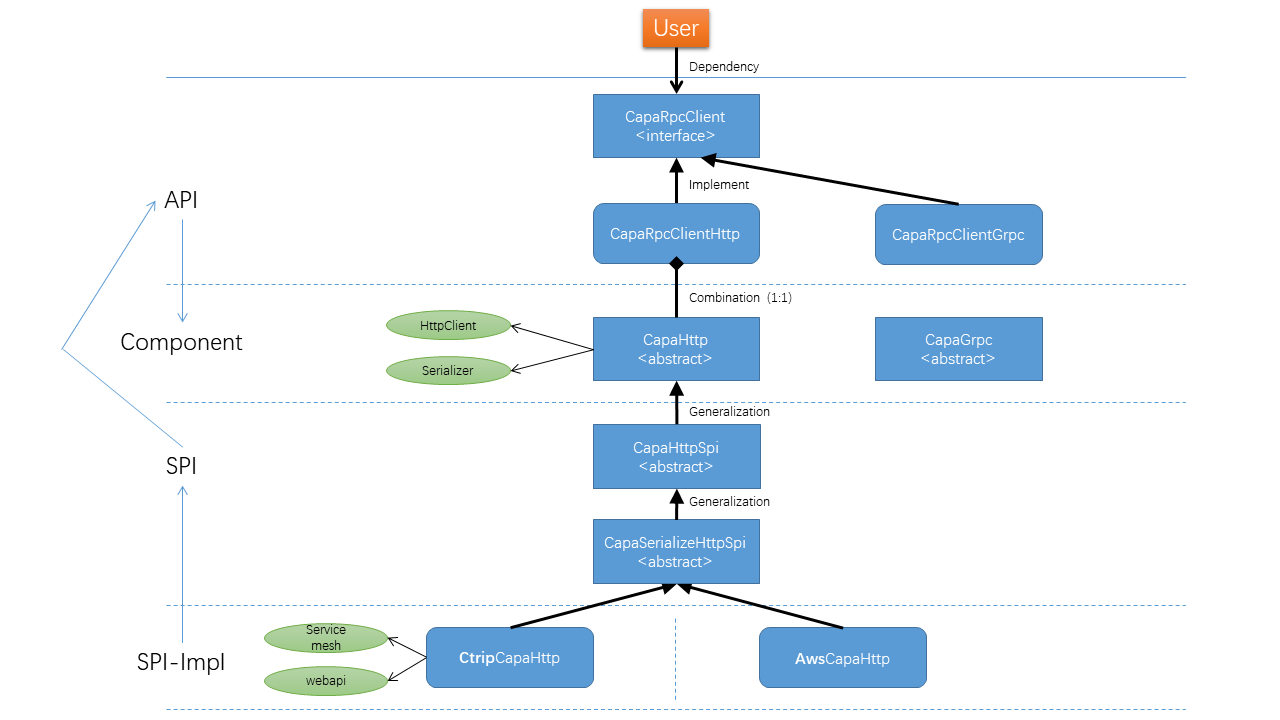 User
Dependency
CapaRpcClient
<interface>
API
Implement
CapaRpcClientHttp
CapaRpcClientGrpc
Combination (1:1)
HttpClient
Component
CapaHttp
<abstract>
CapaGrpc
<abstract>
Serializer
Generalization
CapaHttpSpi
<abstract>
SPI
Generalization
CapaSerializeHttpSpi
<abstract>
Service
mesh
SPI-Impl
CtripCapaHttp
AwsCapaHttp
webapi